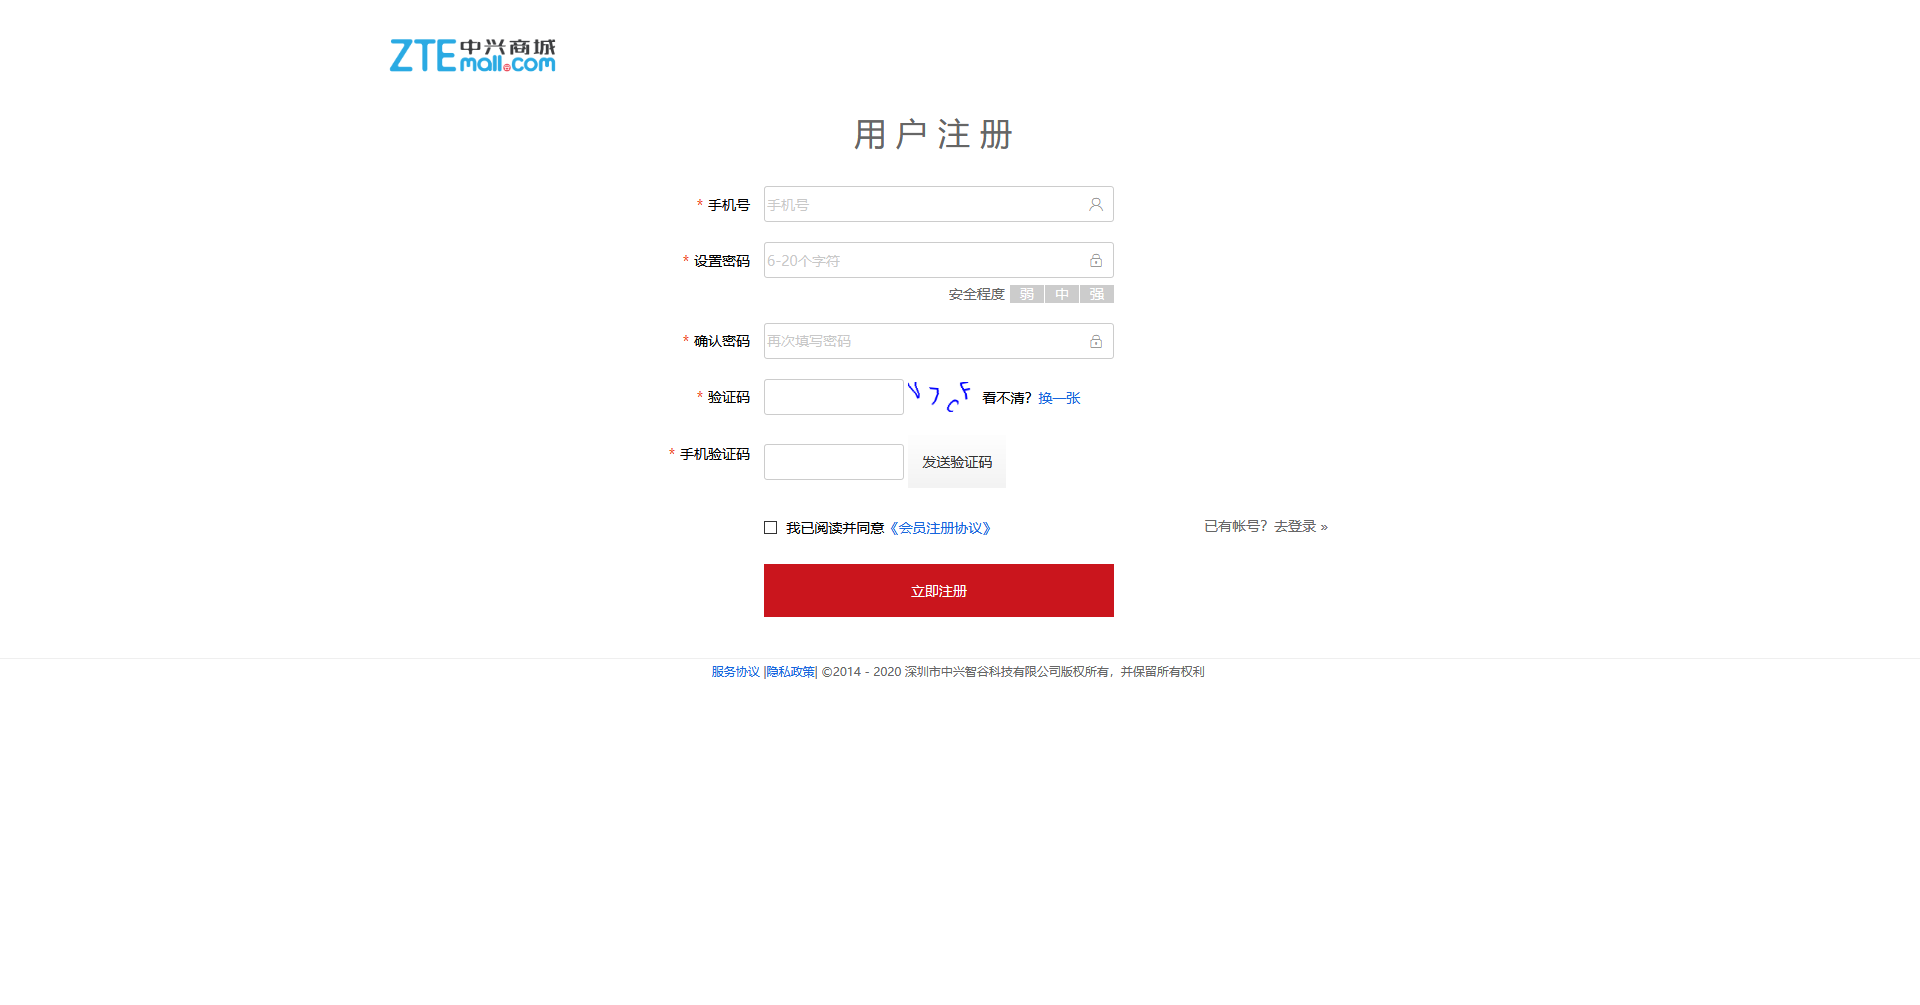 ZTE中兴商城
mall.com
用户注册
* 手机号 手机号
* 设置密码 6-20个字符
安全程度 弱 中 强
* 确认密码 再次填写密码
* 验证码 看不清？换一张
* 手机验证码 发送验证码
我已阅读并同意《会员注册协议》 已有帐号？去登录 »
立即注册
服务协议 |隐私政策| ©2014 - 2020 深圳市中兴智谷科技有限公司版权所有，并保留所有权利